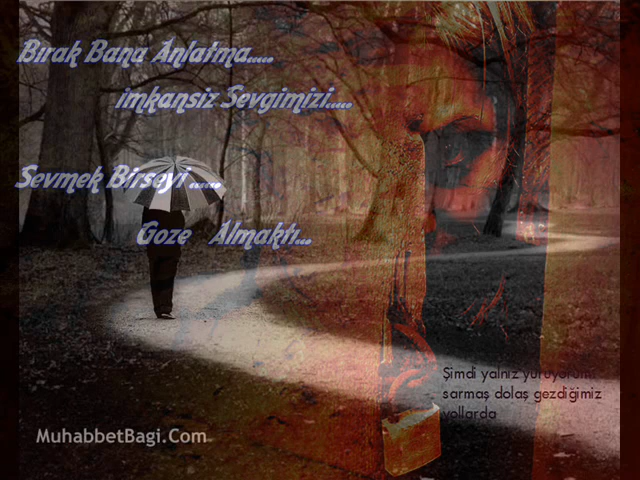 Bırak Bana Anlatma.....
imkansiz Sevgimizi.....
Sevmek Birseyi ......
Goze Almaktı...
Şimdi yalnız yürüyorum
sarmaş dolaş gezdiğimiz
yollarda
MuhabbetBagi.Com